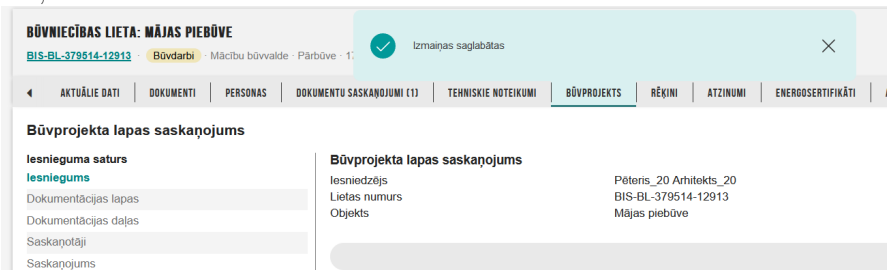 BŪVNIECĪBAS LIETA: MĀJAS PIEBŪVE
BIS-BL-379514-12913 · Būvdarbi · Mācību būvvalde · Pārbūve ·
Izmaiņas saglabātas
AKTUĀLIE DATI DOKUMENTI PERSONAS DOKUMENTU SASKAŅOJUMI (1) TEHNISKIE NOTEIKUMI BŪVPROJEKTS RĒĶINI ATZINUMI ENERGOSERTIFIKĀTI
Būvprojekta lapas saskaņojums
Iesnieguma saturs
Iesniegums
Dokumentācijas lapas
Dokumentācijas daļas
Saskaņotāji
Saskaņojums
Būvprojekta lapas saskaņojums
Iesniedzējs Pēteris_20 Arhitekts_20
Lietas numurs BIS-BL-379514-12913
Objekts Mājas piebūve